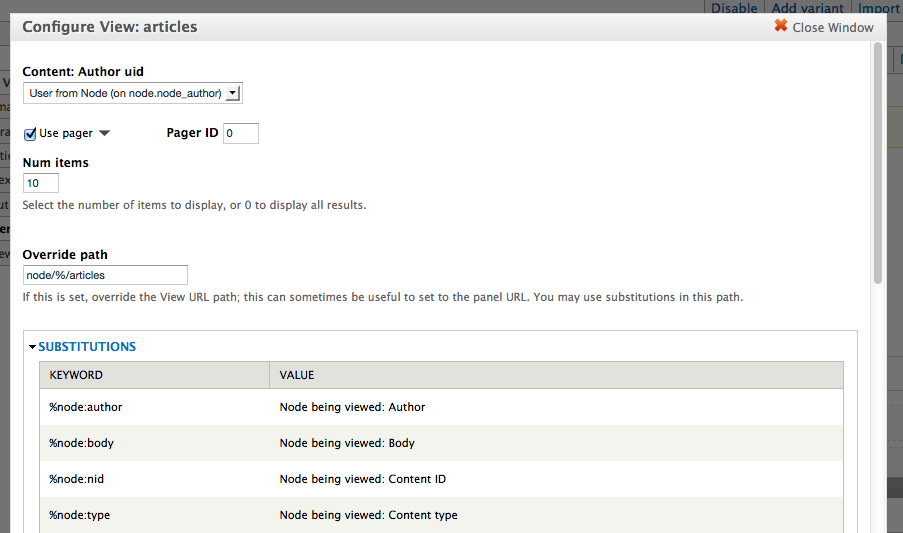 Disable Add variant Import
Configure View: articles
Close Window
Content: Author uid
User from Node (on node.node_author)
Use pager
Pager ID 0
Num items
10
Select the number of items to display, or 0 to display all results.
Override path
node/%/articles
If this is set, override the View URL path; this can sometimes be useful to set to the panel URL. You may use substitutions in this path.
SUBSTITUTIONS
KEYWORD VALUE
%node:author Node being viewed: Author
%node:body Node being viewed: Body
%node:nid Node being viewed: Content ID
%node:type Node being viewed: Content type